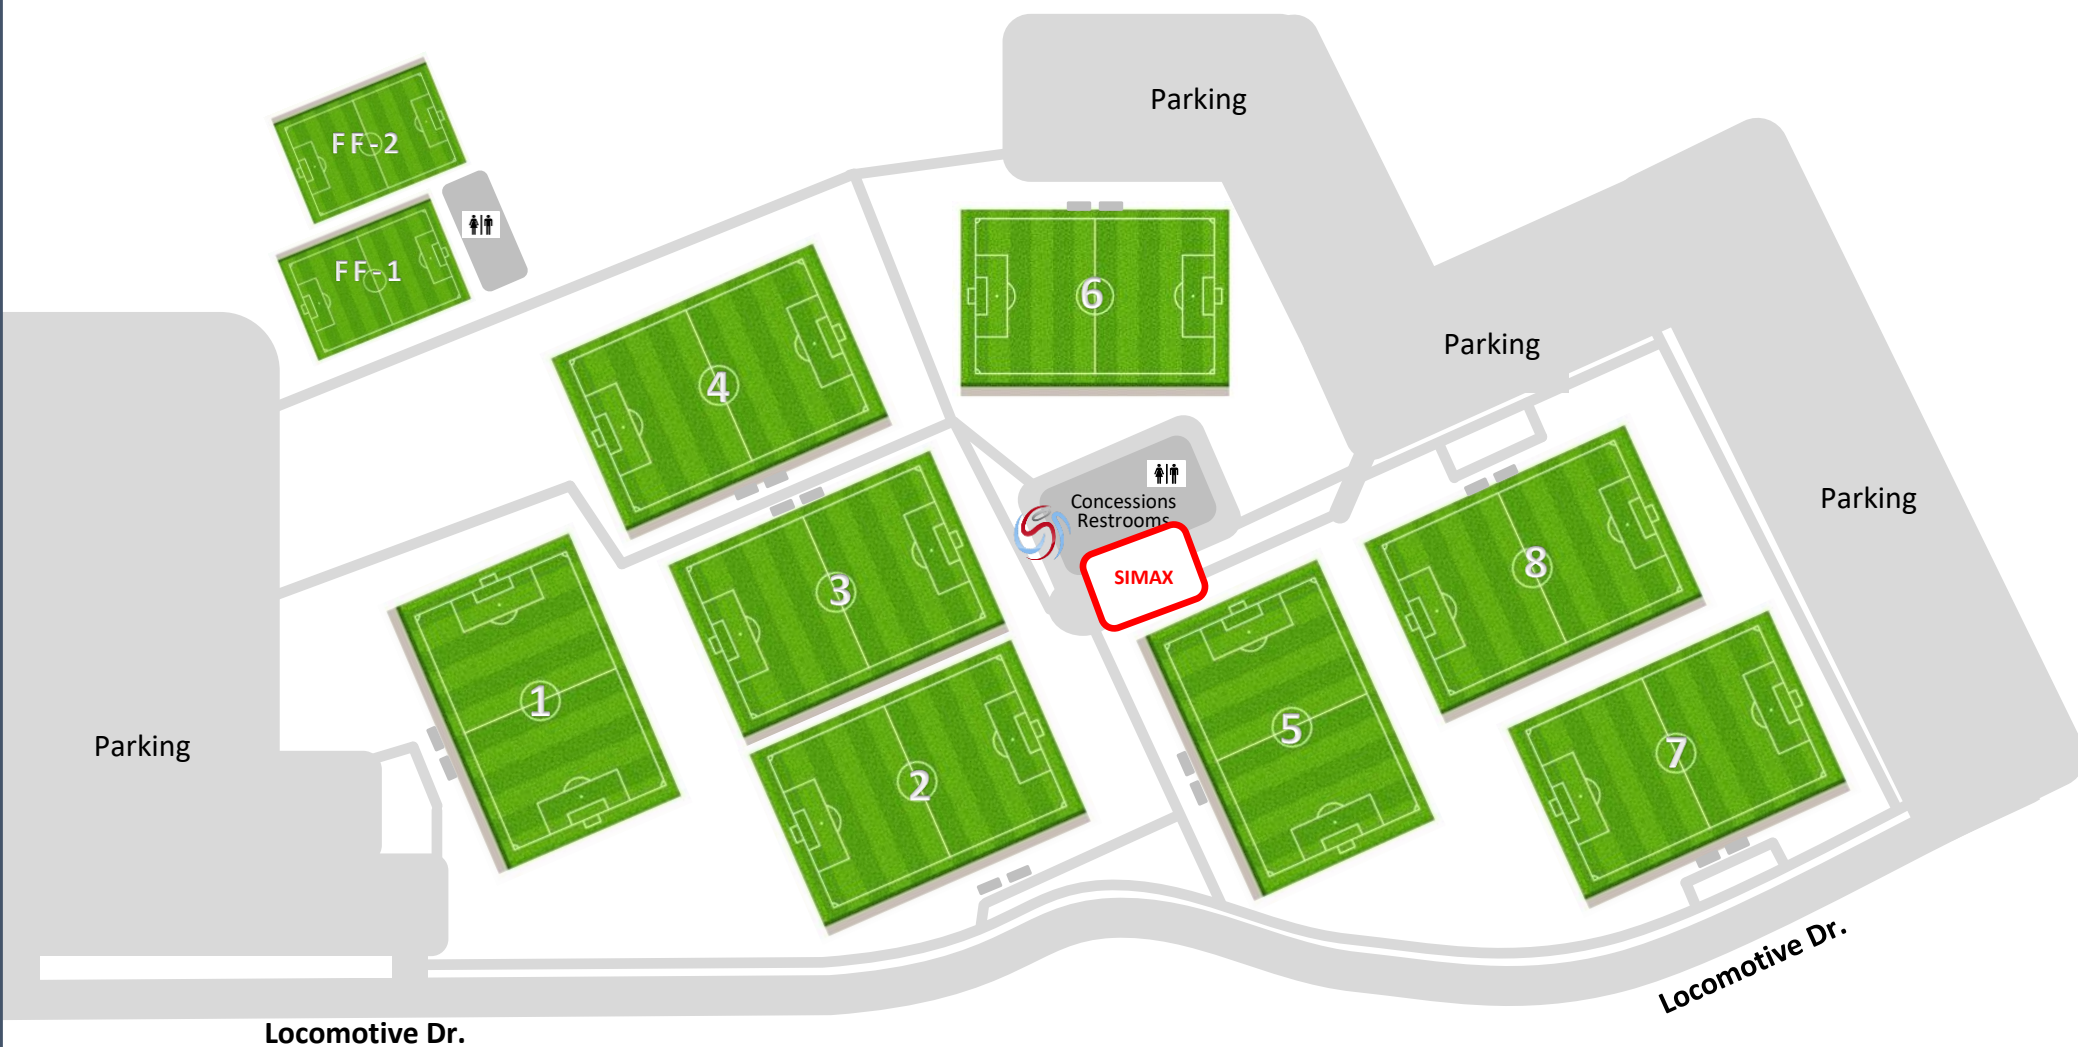 Parking
FF-2
FF-1
6
4
Parking
Concessions
Restrooms
Parking
SIMAX
8
3
1
5
Parking
7
2
Locomotive Dr.
Locomotive Dr.